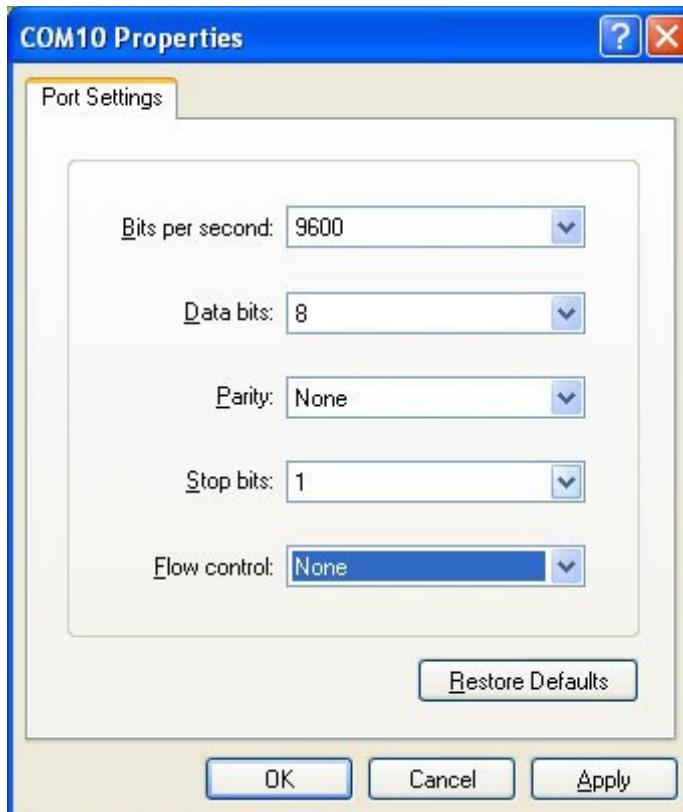 COM10 Properties
Port Settings
Bits per second: 9600
Data bits: 8
Parity: None
Stop bits: 1
Flow control: None
Restore Defaults
OK Cancel Apply